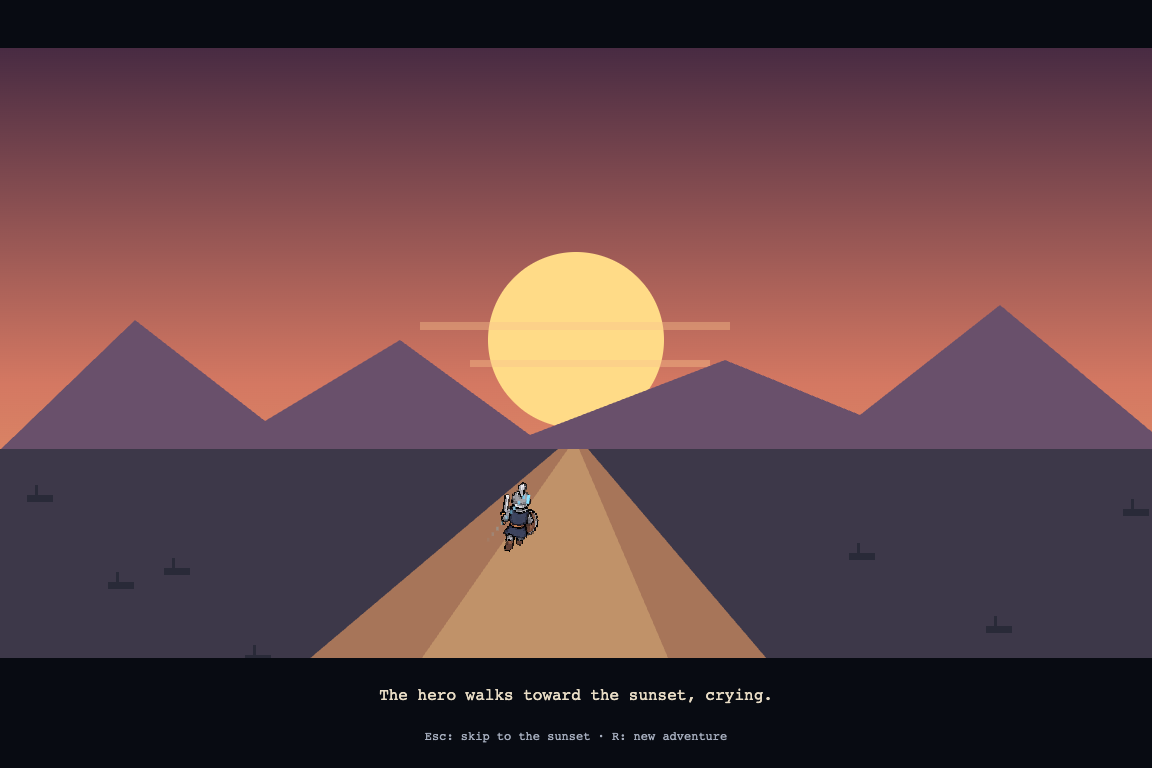 The hero walks toward the sunset, crying.
Esc: skip to the sunset · R: new adventure